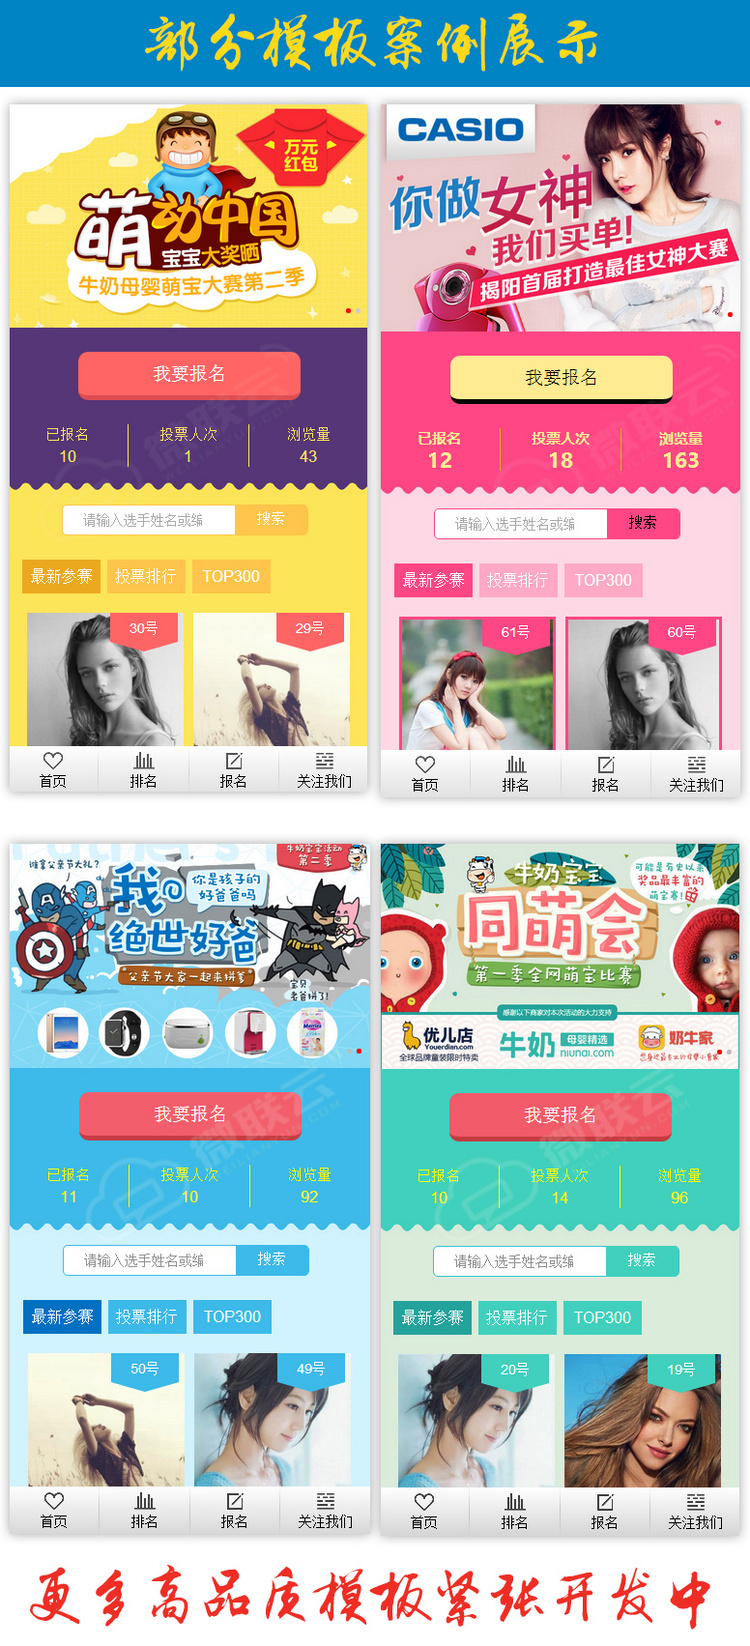 部分模板案例展示
万元
红包
萌动中国
宝宝大奖晒
牛奶母婴萌宝大赛第二季
我要报名
已报名 投票人次 浏览量
10 1 43
请输入选手姓名或编 搜索
最新参赛 投票排行 TOP300
30号 29号
首页 排名 报名 关注我们
CASIO
你做女神
我们买单!
揭阳首届打造最佳女神大赛
我要报名
已报名 投票人次 浏览量
12 18 163
请输入选手姓名或编 搜索
最新参赛 投票排行 TOP300
61号 60号
首页 排名 报名 关注我们
谁拿父亲节大礼?
牛奶宝宝活动
第二季
我@
你是孩子的
好爸爸吗
绝世好爸
父亲节大家一起来拼爹
宝贝
老爸拼了!
Merries
我要报名
已报名 投票人次 浏览量
11 10 92
请输入选手姓名或编 搜索
最新参赛 投票排行 TOP300
50号 49号
首页 排名 报名 关注我们
牛奶宝宝
可能是有史以来
奖品最丰富的
萌宝赛!
同萌会
第一季全网萌宝比赛
感谢以下商家对本次活动的大力支持
优儿店
Youerdian.com
全球品牌童装限时特卖
牛奶 母婴精选
niunai.com
奶牛家
我要报名
已报名 投票人次 浏览量
10 14 96
请输入选手姓名或编 搜索
最新参赛 投票排行 TOP300
20号 19号
首页 排名 报名 关注我们
微联云
更多高品质模板紧张开发中